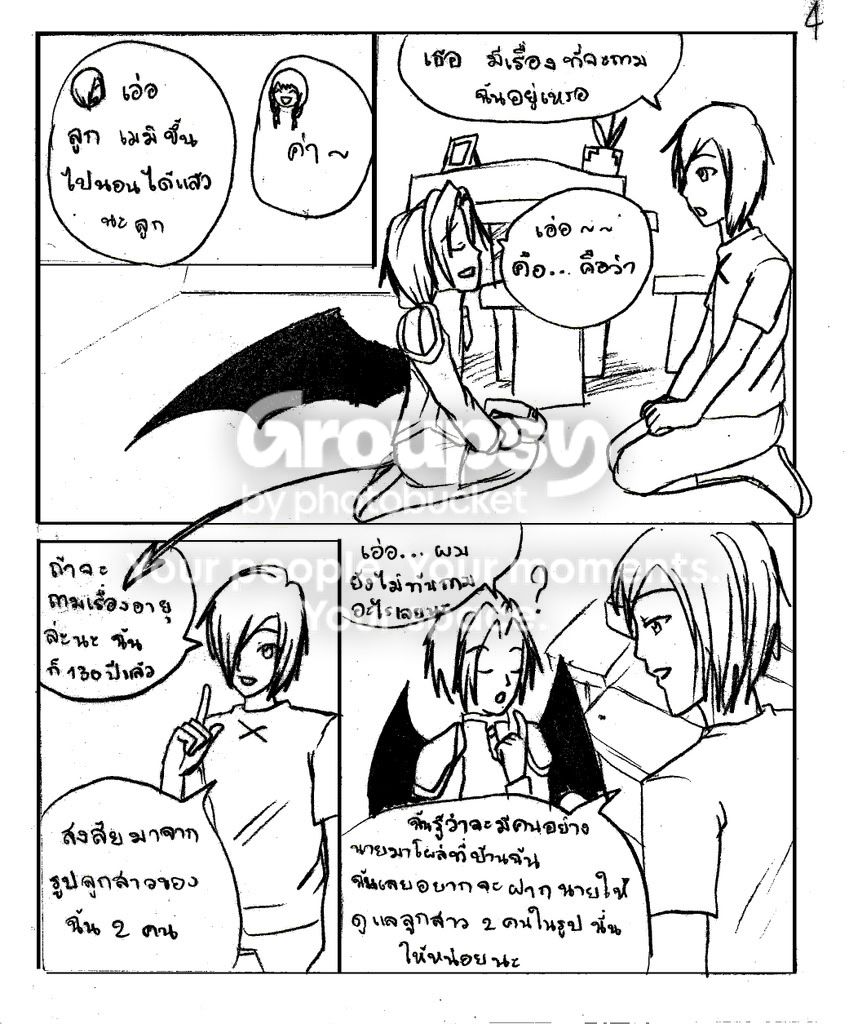 4
เอ่อ
ลูก เมมิ ขึ้น
ไปนอนได้แล้ว
นะ ลูก
ค่า ~
เธอ มีเรื่อง ที่จะถาม
ฉันอยู่เหรอ
เอ่อ ~ ~
คือ... คือว่า
ถ้าจะ
ถามเรื่องอายุ
ล่ะนะ ฉัน
ก็ 130 ปีแล้ว
สงสัย มาจาก
รูปลูกสาวของ
ฉัน 2 คน
เอ่อ... ผม
ยังไม่ทันถาม
อะไรเลยนะ
?
ฉันรู้ว่าจะมีคนอย่าง
นายมาโผล่ที่บ้านฉัน
ฉันเลยอยากจะฝากนายให้
ดูแลลูกสาว 2 คนในรูปนั่น
ให้หน่อยนะ
Groupsy
by photobucket
Your people. Your moments.
Your space.